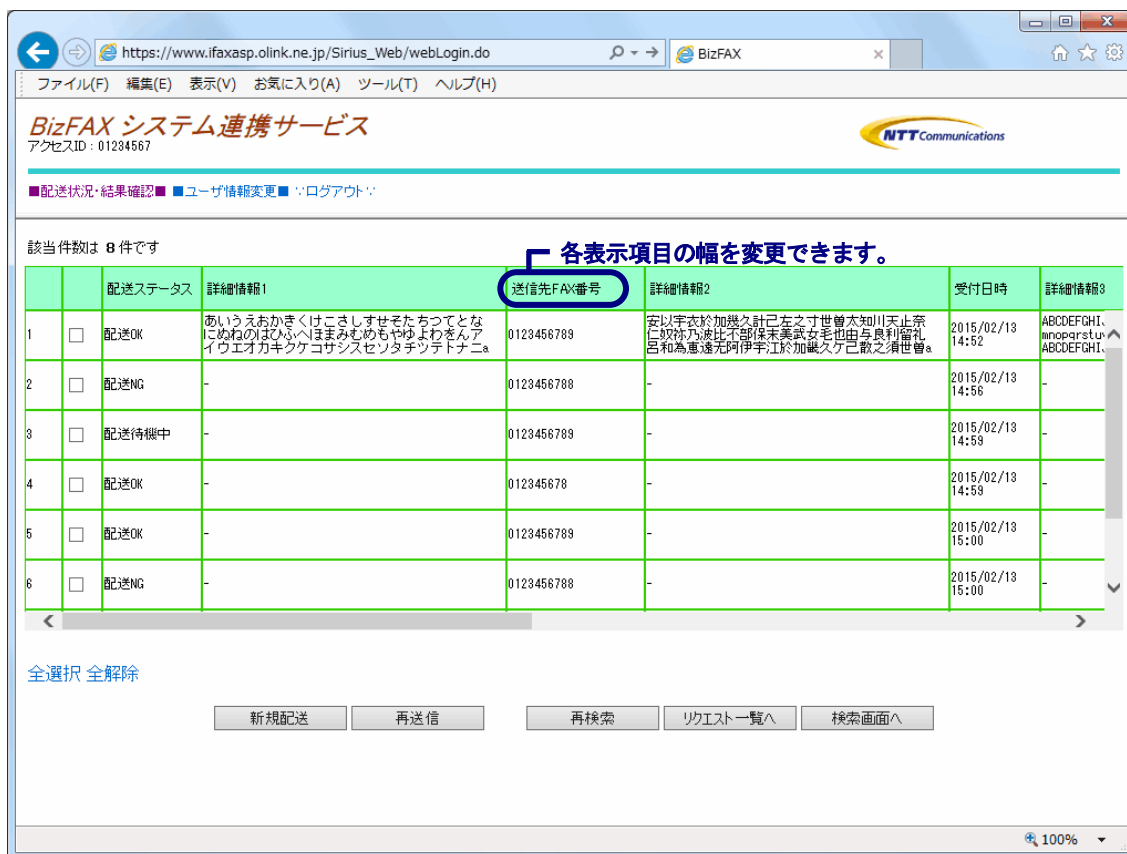 https://www.ifaxasp.olink.ne.jp/Sirius_Web/webLogin.do
BizFAX
ファイル(F) 編集(E) 表示(V) お気に入り(A) ツール(T) ヘルプ(H)
BizFAX システム連携サービス
アクセスID : 01234567
NTT Communications
■配送状況・結果確認■ ■ユーザ情報変更■ ∵ログアウト∵
該当件数は 8 件です
各表示項目の幅を変更できます。
配送ステータス 詳細情報1 送信先FAX番号 詳細情報2 受付日時 詳細情報3
1 配送OK
あいうえおかきくけこさしすせそたちつてとな
にぬねのはひふへほまみむめもやゆよわをんア
イウエオカキクケコサシスセソタチツテトナニa
0123456789
安以宇衣於加幾久計己左之寸世曽太知川天止奈
仁奴祢乃波比不部保末美武女毛也由与良利留礼
呂和為恵遠无阿伊宇江於加畿久ケ己散之須世曽a
2015/02/13
14:52
ABCDEFGHI
mnopqrstuv
ABCDEFGHI
2 配送NG - 0123456788 - 2015/02/13 -
14:56
3 配送待機中 - 0123456789 - 2015/02/13 -
14:59
4 配送OK - 012345678 - 2015/02/13 -
14:59
5 配送OK - 0123456789 - 2015/02/13 -
15:00
6 配送NG - 0123456788 - 2015/02/13 -
15:00
全選択 全解除
新規配送 再送信 再検索 リクエスト一覧へ 検索画面へ
100%